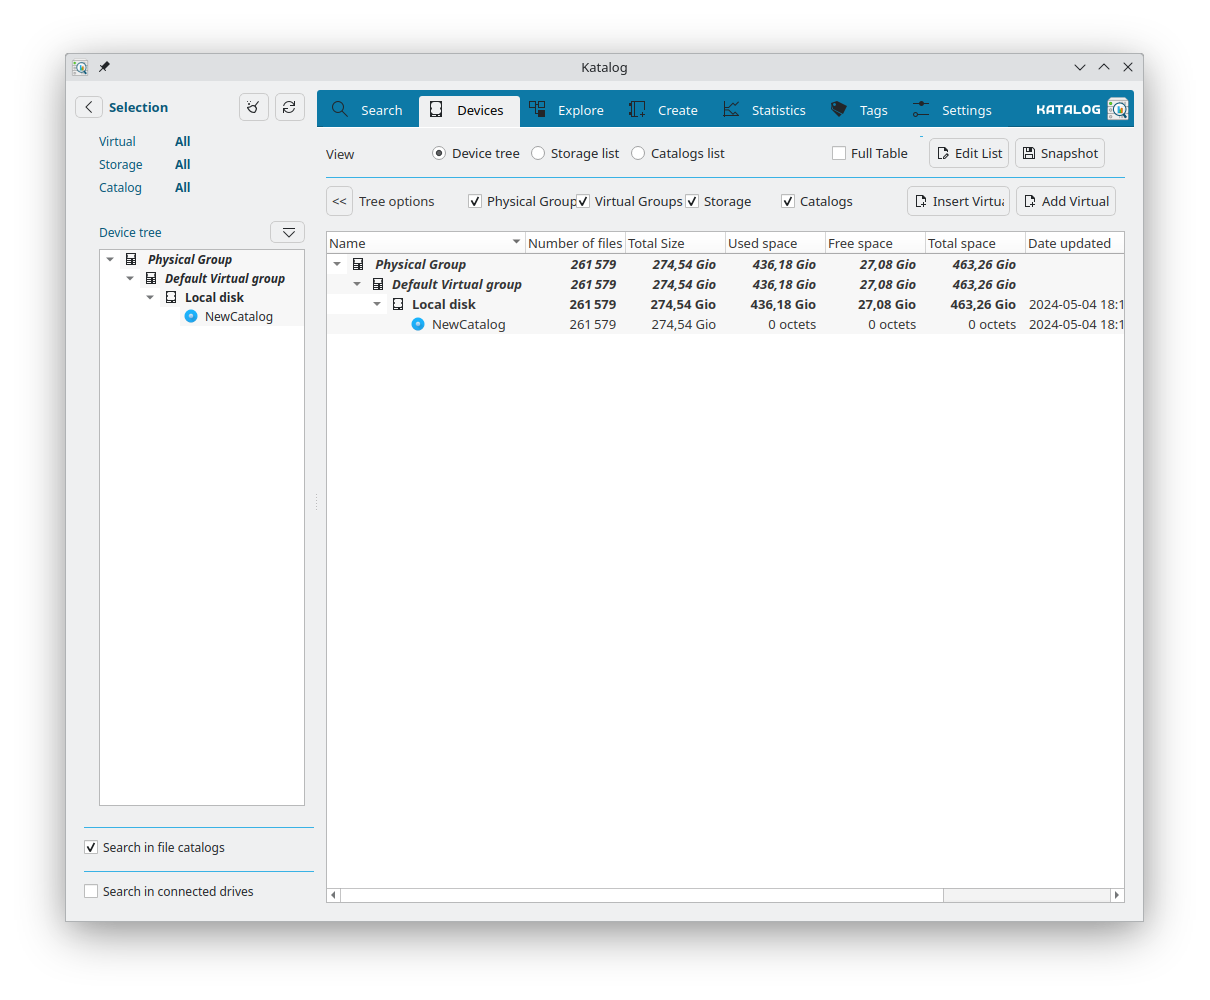 Katalog
Selection
Virtual All
Storage All
Catalog All
Device tree
Physical Group
Default Virtual group
Local disk
NewCatalog
Search in file catalogs
Search in connected drives
Search Devices Explore Create Statistics Tags Settings KATALOG
View Device tree Storage list Catalogs list Full Table Edit List Snapshot
<< Tree options Physical Group Virtual Groups Storage Catalogs Insert Virtu Add Virtual
Name Number of files Total Size Used space Free space Total space Date updated
Physical Group 261 579 274,54 Gio 436,18 Gio 27,08 Gio 463,26 Gio
Default Virtual group 261 579 274,54 Gio 436,18 Gio 27,08 Gio 463,26 Gio
Local disk 261 579 274,54 Gio 436,18 Gio 27,08 Gio 463,26 Gio 2024-05-04 18:1
NewCatalog 261 579 274,54 Gio 0 octets 0 octets 0 octets 2024-05-04 18:1